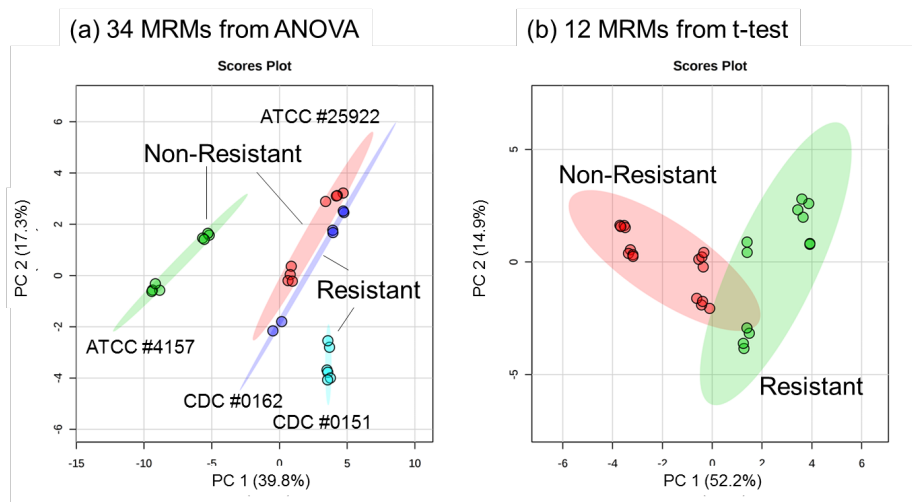 (a) 34 MRMs from ANOVA
Scores Plot
ATCC #25922
Non-Resistant
Resistant
ATCC #4157
CDC #0162
CDC #0151
PC 2 (17.3%)
6
4
2
0
-2
-4
-6
-15
-10
-5
0
5
10
PC 1 (39.8%)
(b) 12 MRMs from t-test
Scores Plot
Non-Resistant
Resistant
PC 2 (14.9%)
5
0
-5
-6
-4
-2
0
2
4
6
PC 1 (52.2%)